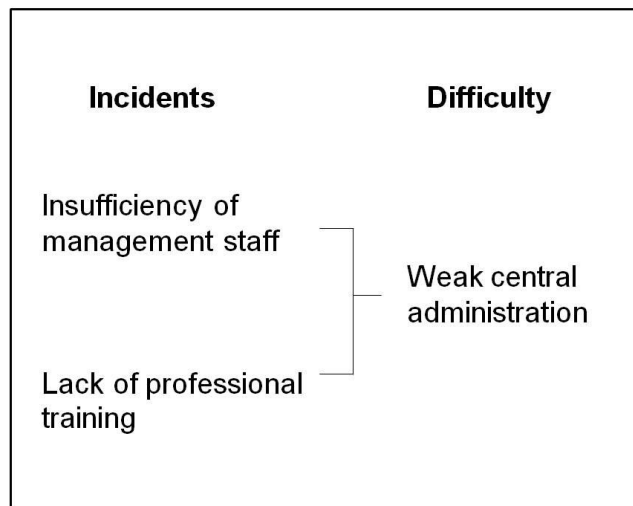 Incidents
Difficulty
Insufficiency of
management staff
Weak central
administration
Lack of professional
training